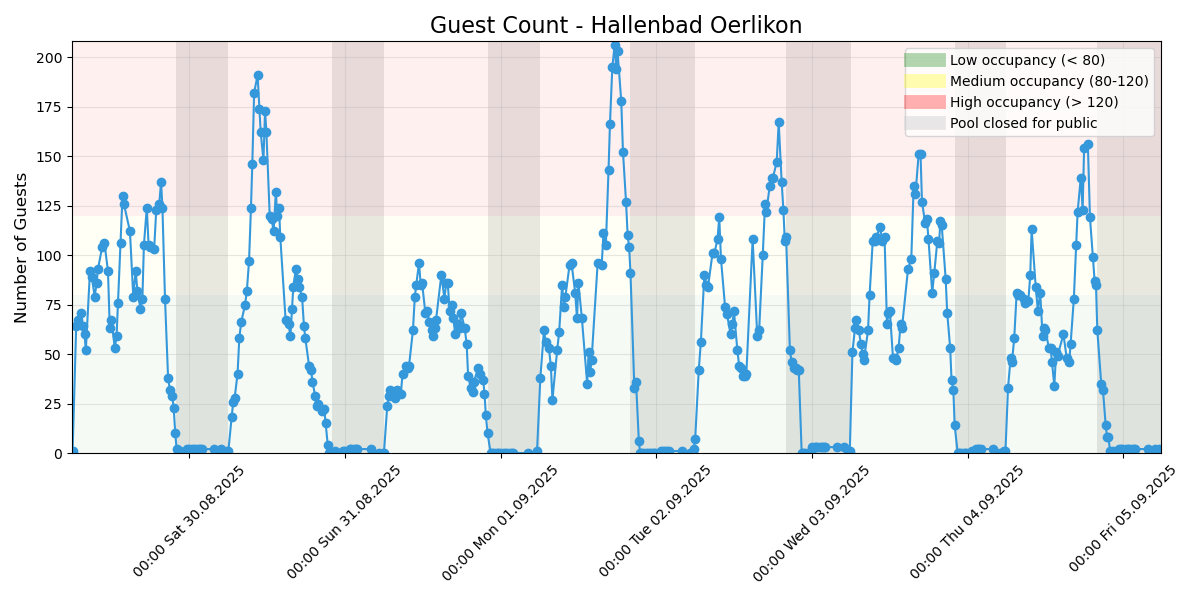 Guest Count - Hallenbad Oerlikon
Number of Guests
200
175
150
125
100
75
50
25
0
Low occupancy (< 80)
Medium occupancy (80-120)
High occupancy (> 120)
Pool closed for public
00:00 Sat 30.08.2025
00:00 Sun 31.08.2025
00:00 Mon 01.09.2025
00:00 Tue 02.09.2025
00:00 Wed 03.09.2025
00:00 Thu 04.09.2025
00:00 Fri 05.09.2025